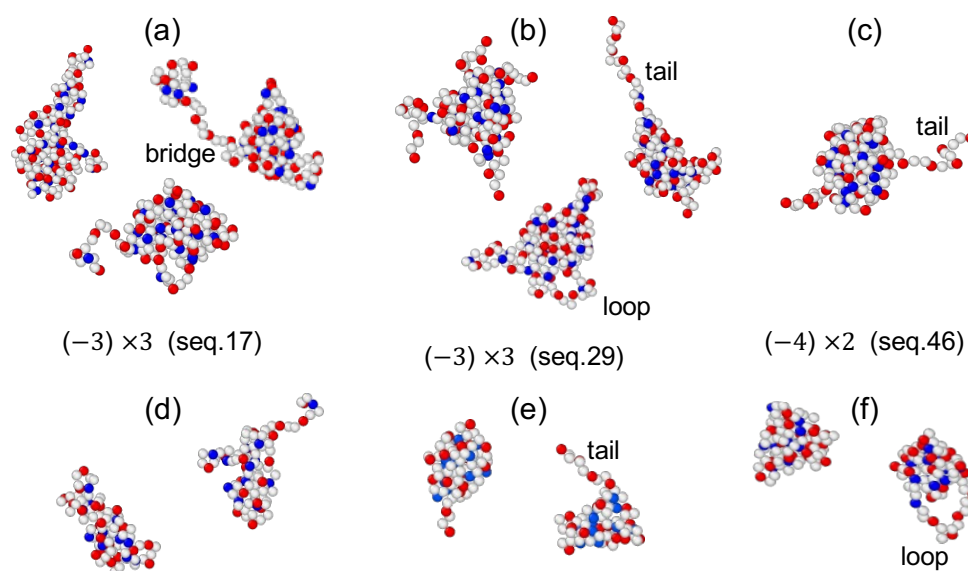 (a)
(b)
(c)
tail
tail
bridge
loop
(−3) ×3 (seq.17)
(−3) ×3 (seq.29)
(−4) ×2 (seq.46)
(d)
(e)
(f)
tail
loop